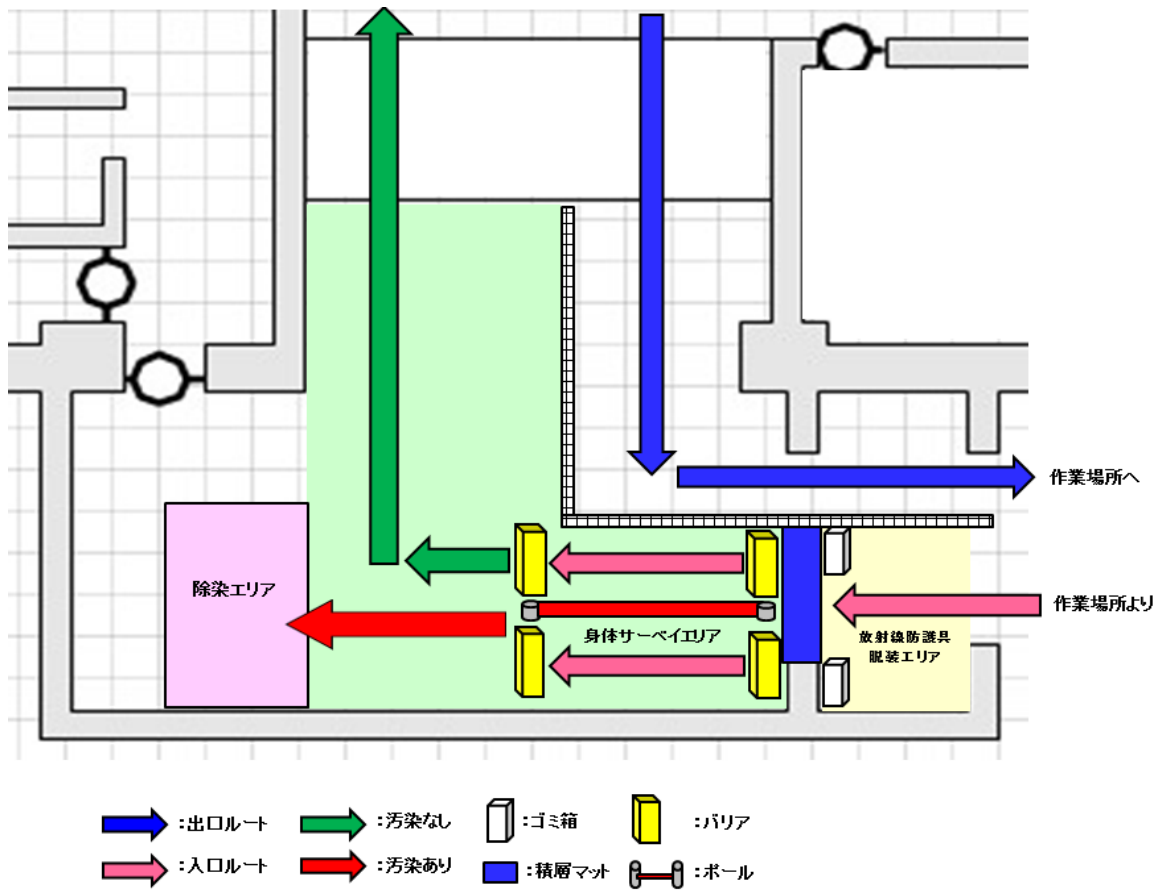 作業場所へ
除染エリア
作業場所より
身体サーベイエリア
放射線防護具
脱装エリア
:出口ルート
:汚染なし
:ゴミ箱
:バリア
:入口ルート
:汚染あり
:積層マット
:ポール